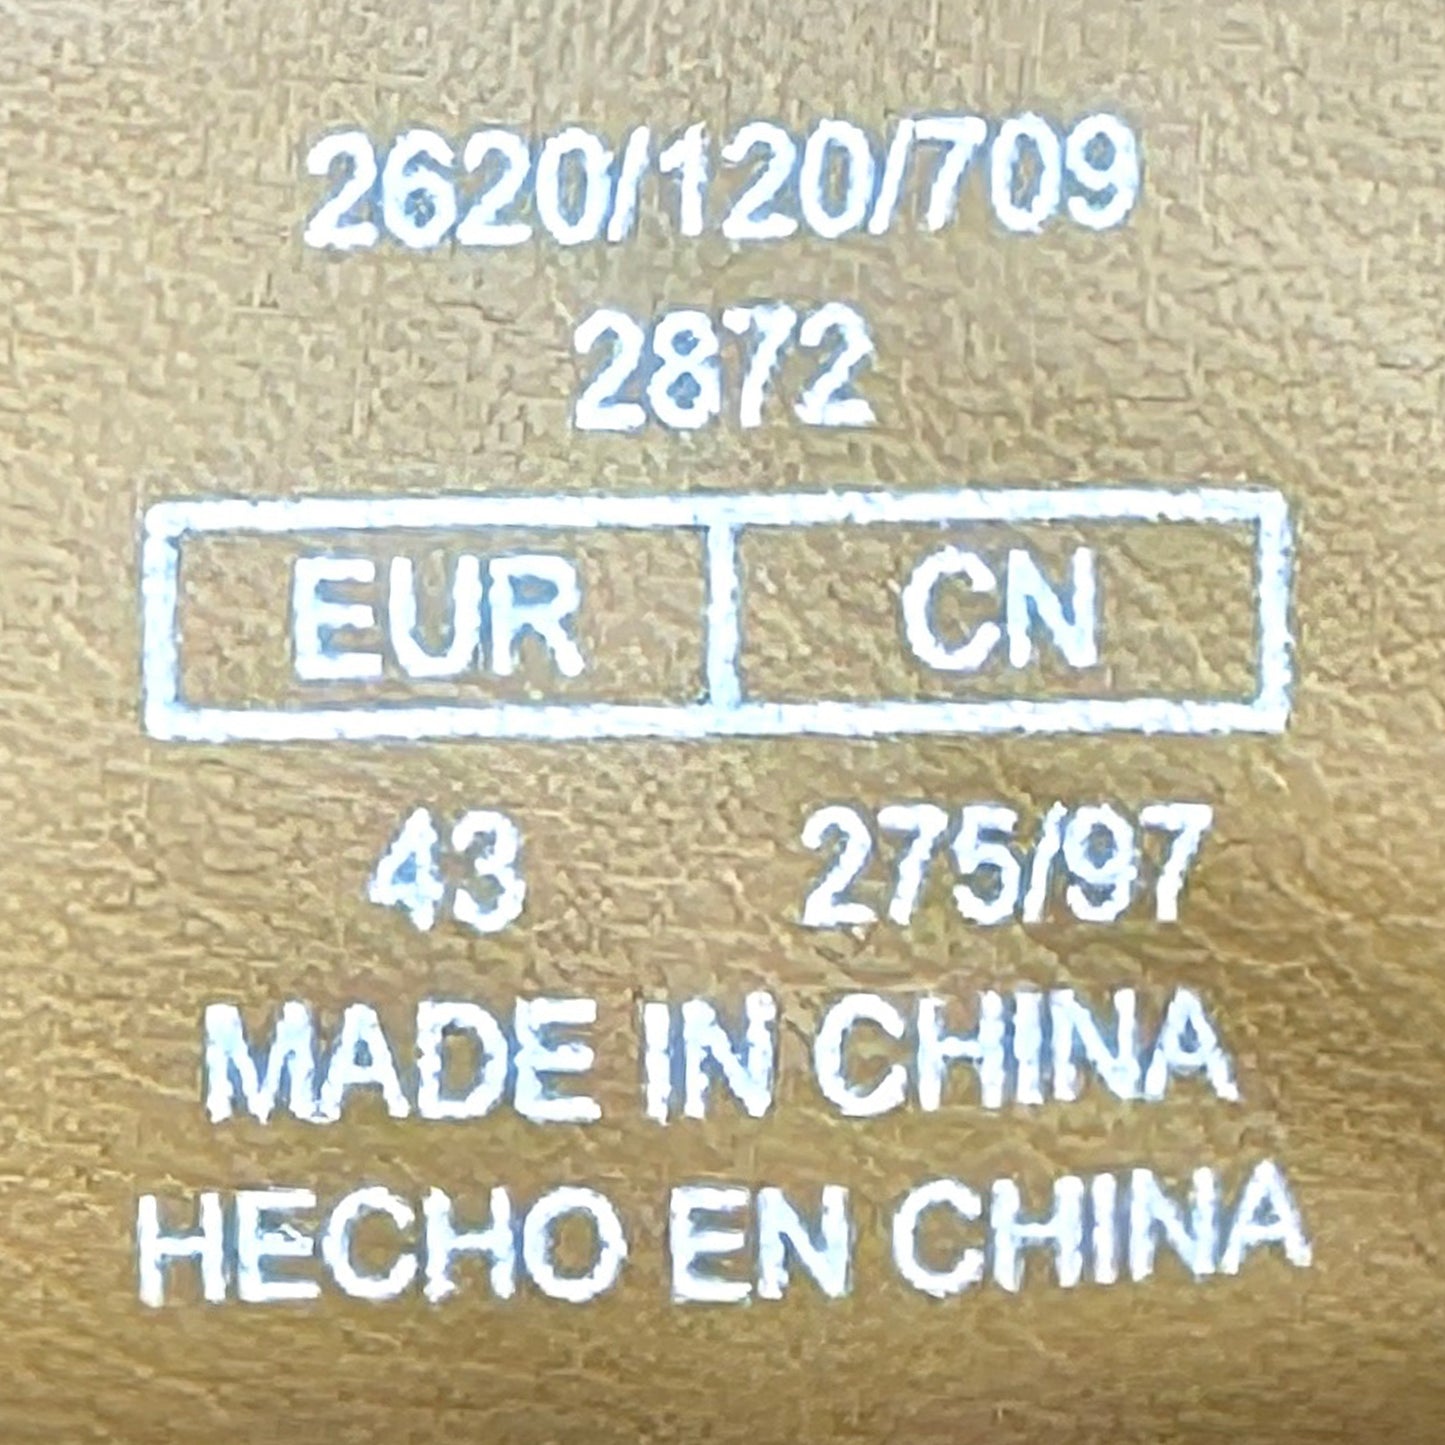 2620/120/709
2872
EUR CN
43 275/97
MADE IN CHINA
HECHO EN CHINA